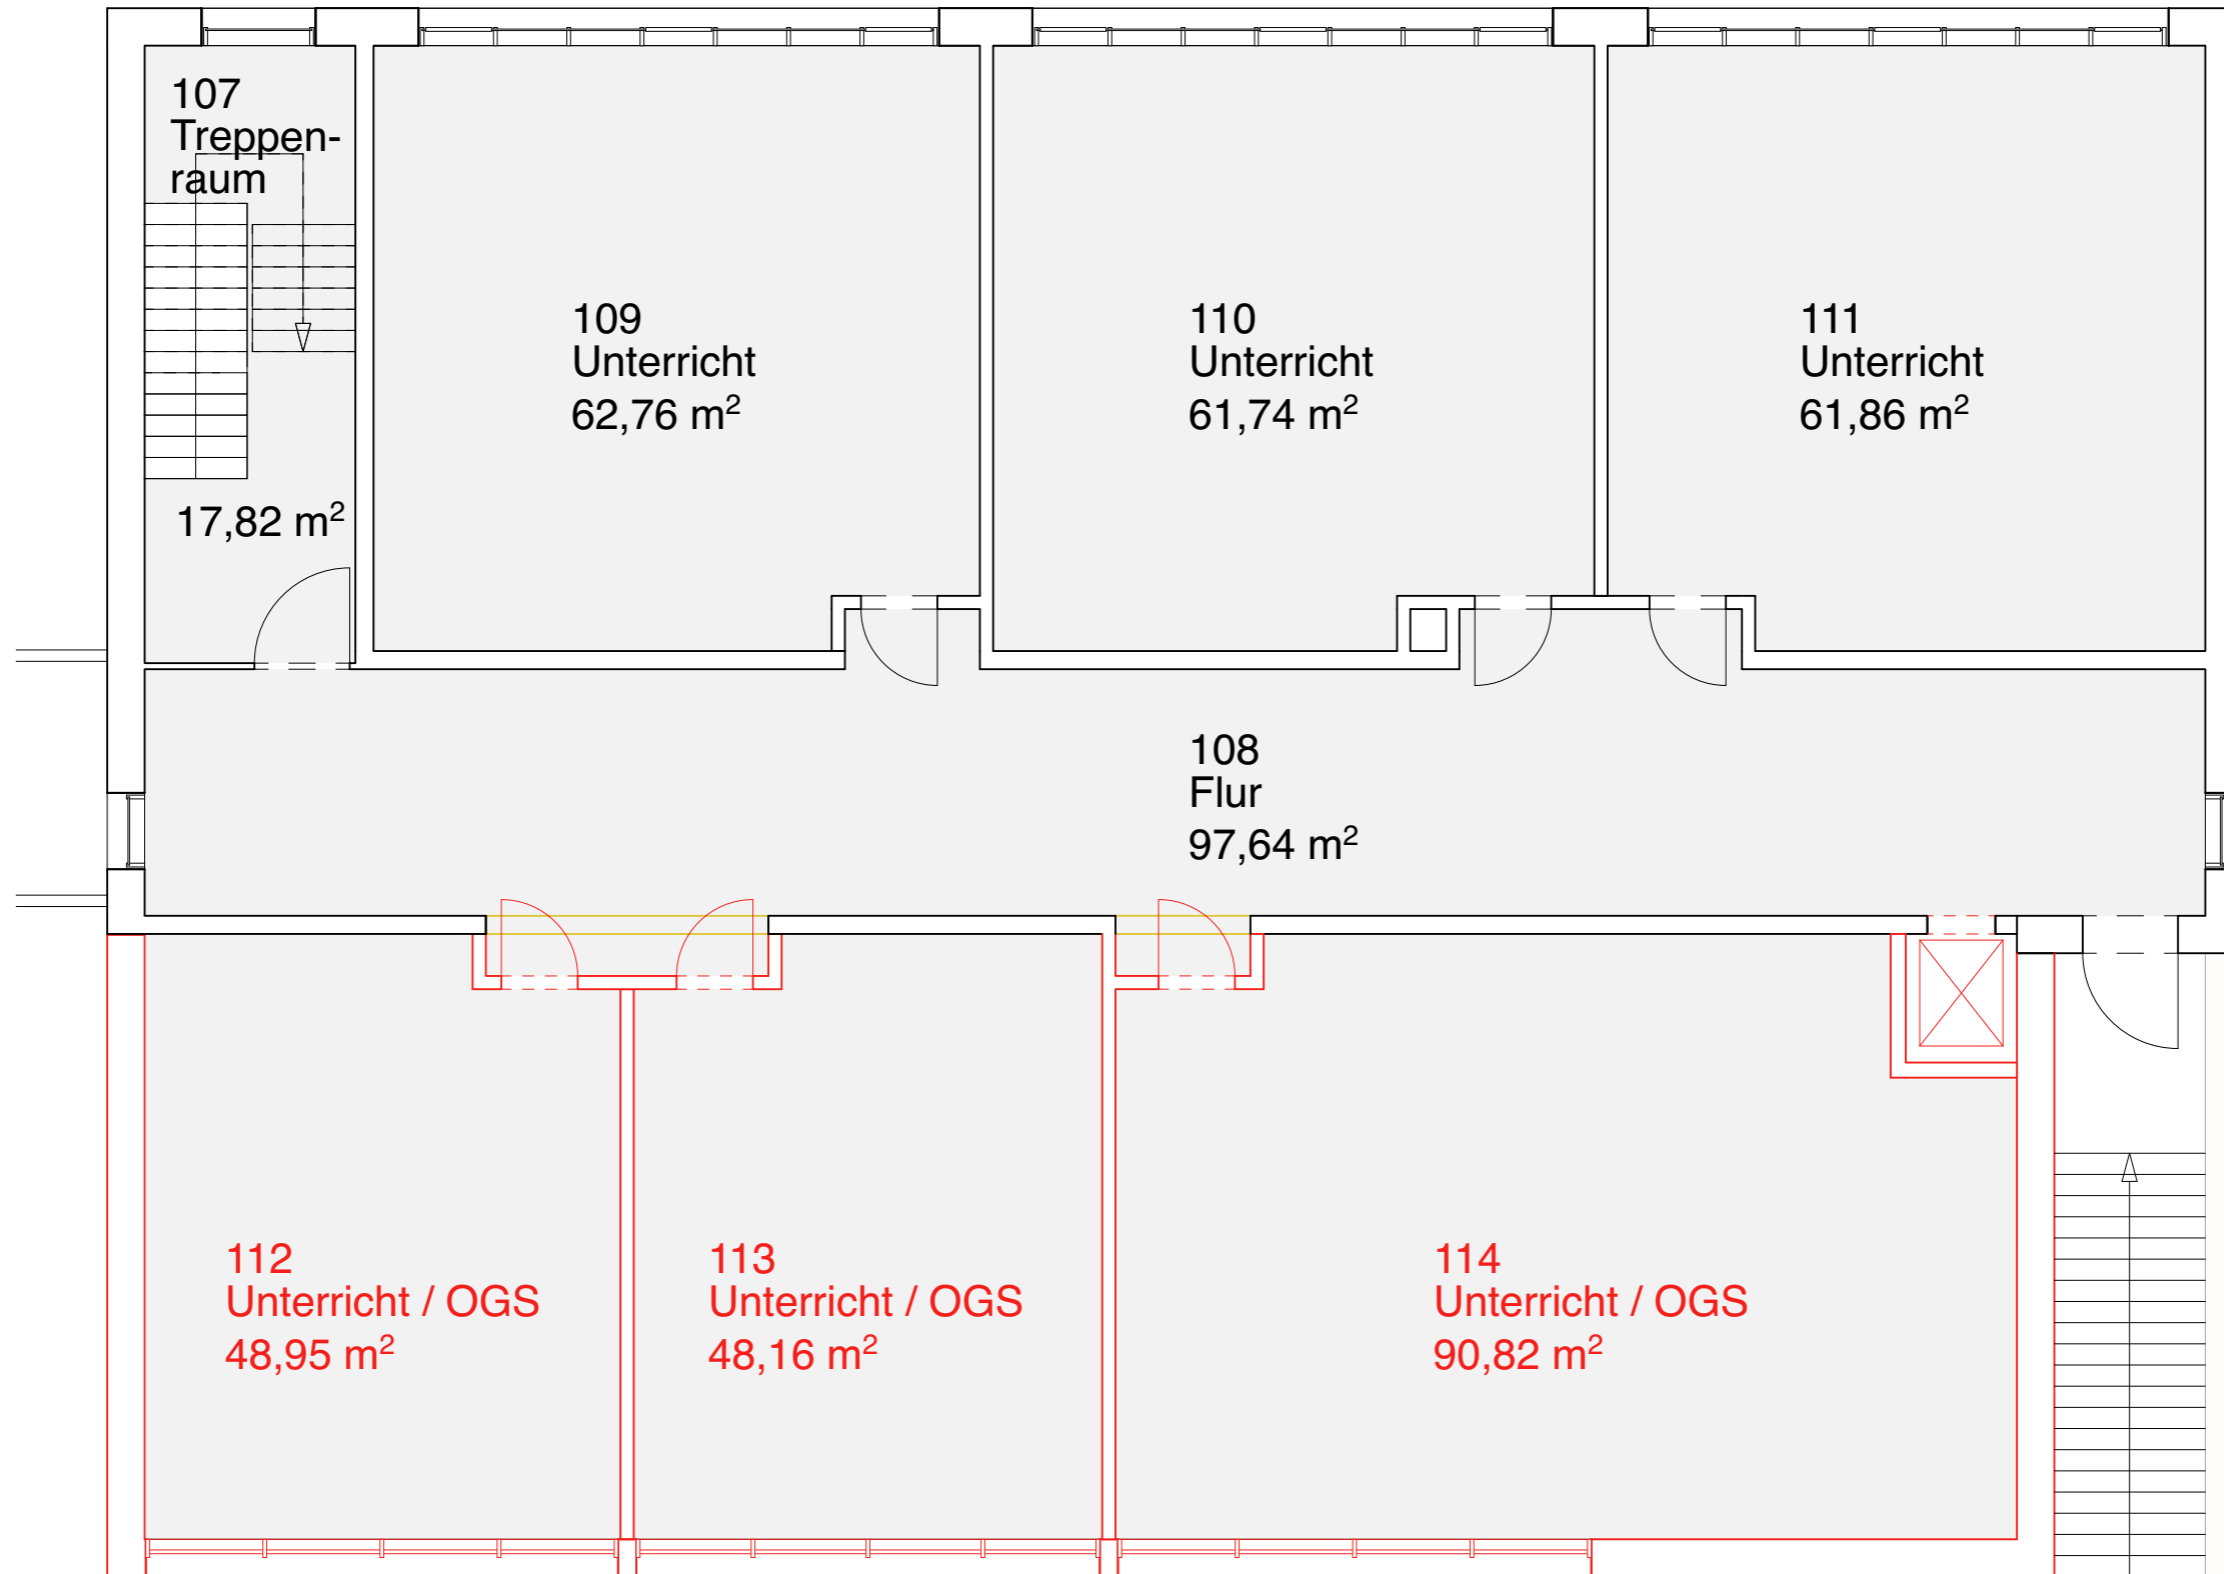 107
Treppen-
raum
17,82 m²
109
Unterricht
62,76 m²
110
Unterricht
61,74 m²
111
Unterricht
61,86 m²
108
Flur
97,64 m²
112
Unterricht / OGS
48,95 m²
113
Unterricht / OGS
48,16 m²
114
Unterricht / OGS
90,82 m²